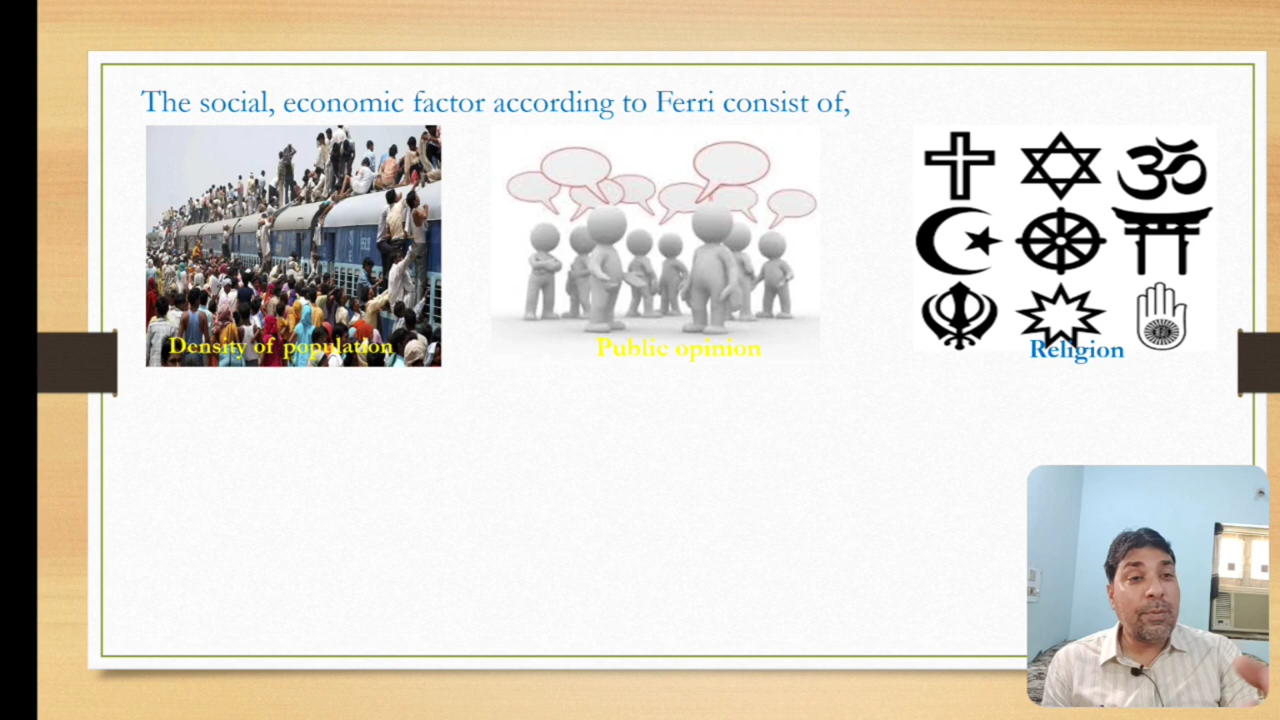 The social, economic factor according to Ferri consist of,
Density of population
Public opinion
Religion